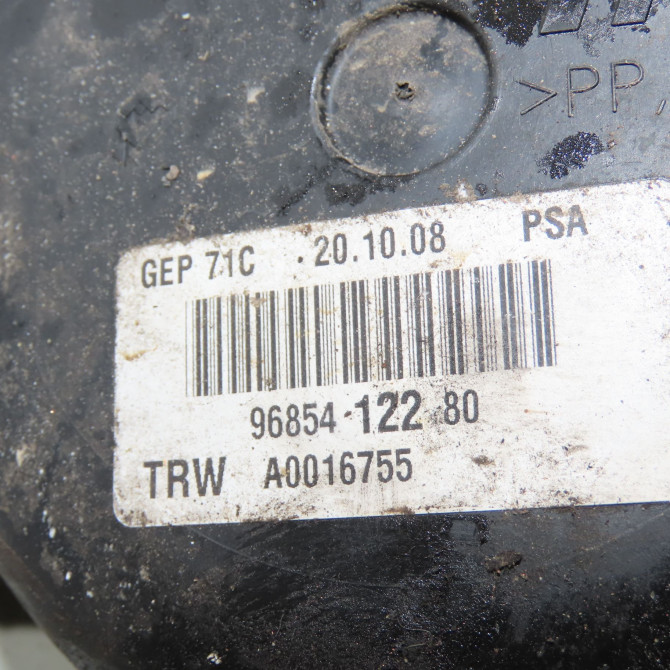 >PP,
GEP 71C 20.10.08 PSA
96854 122 80
TRW A0016755